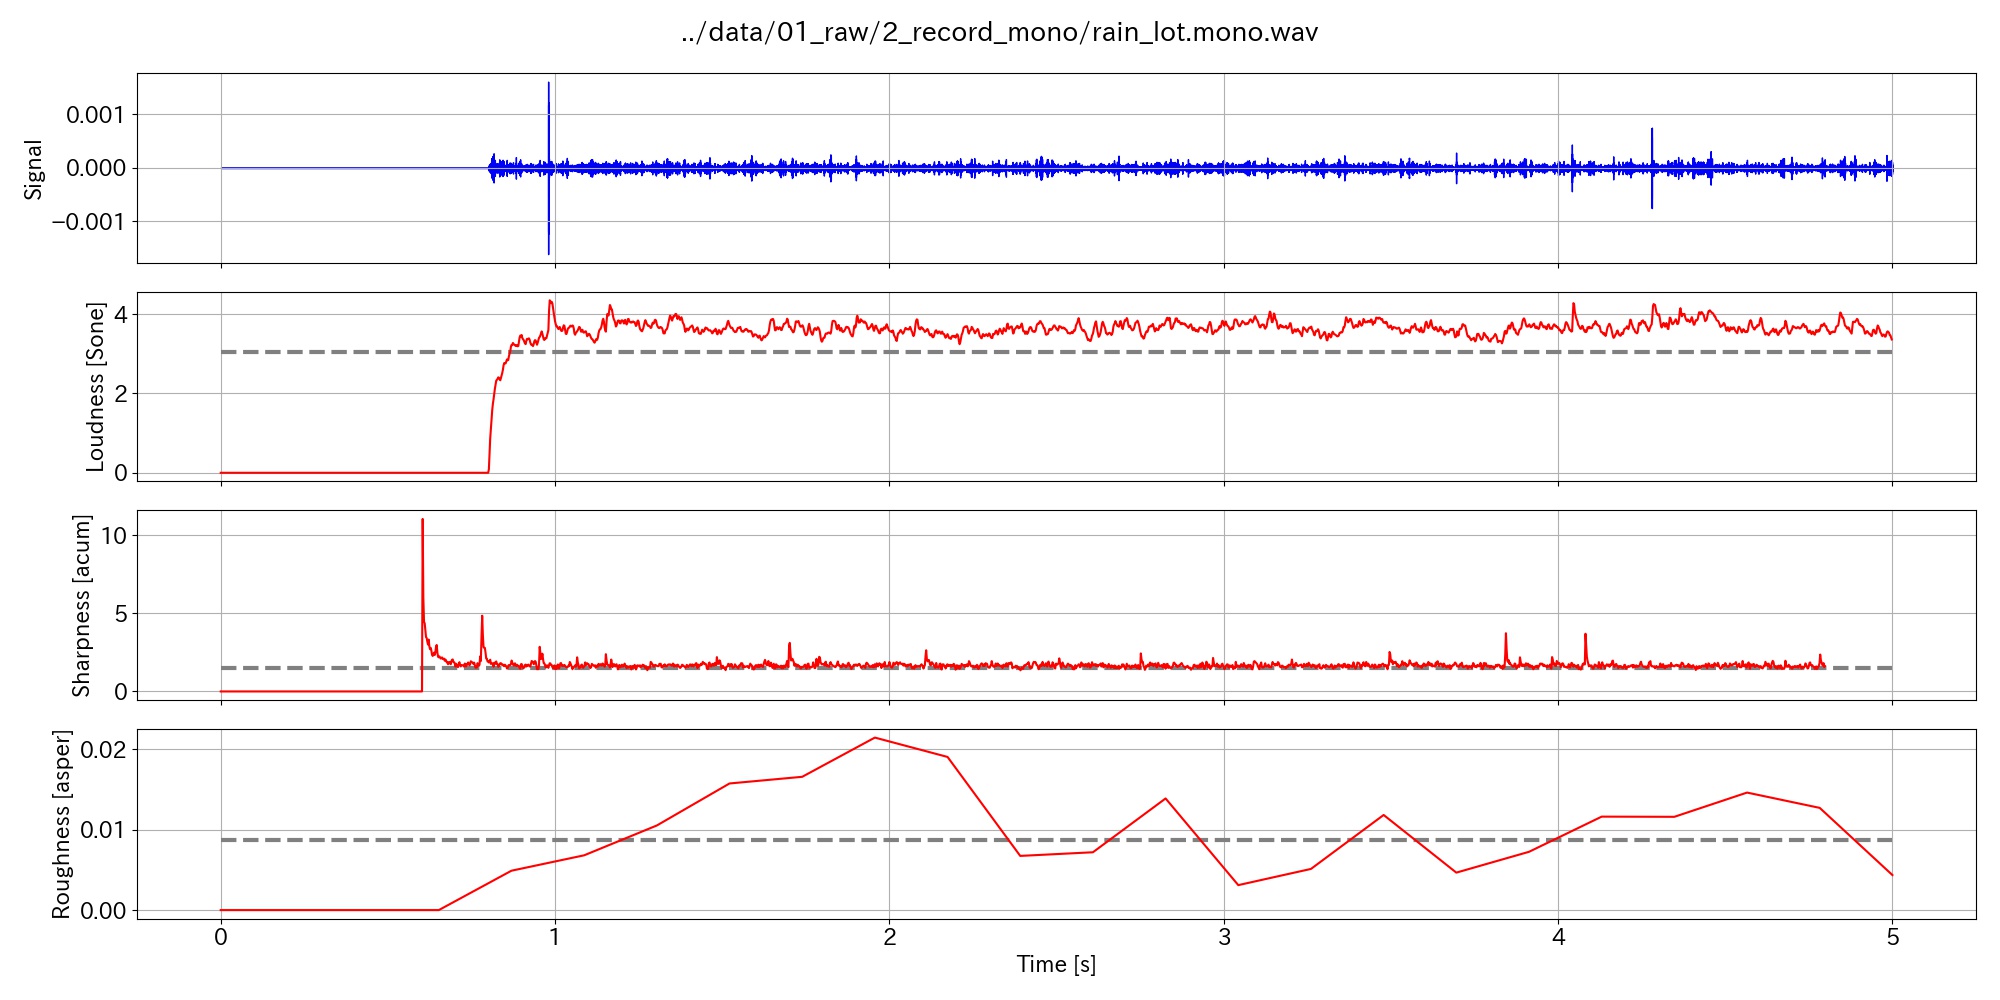 ../data/01_raw/2_record_mono/rain_lot.mono.wav
Signal
0.001
0.000
−0.001
Loudness [Sone]
4
2
0
Sharpness [acum]
10
5
0
Roughness [asper]
0.02
0.01
0.00
0 1 2 3 4 5
Time [s]